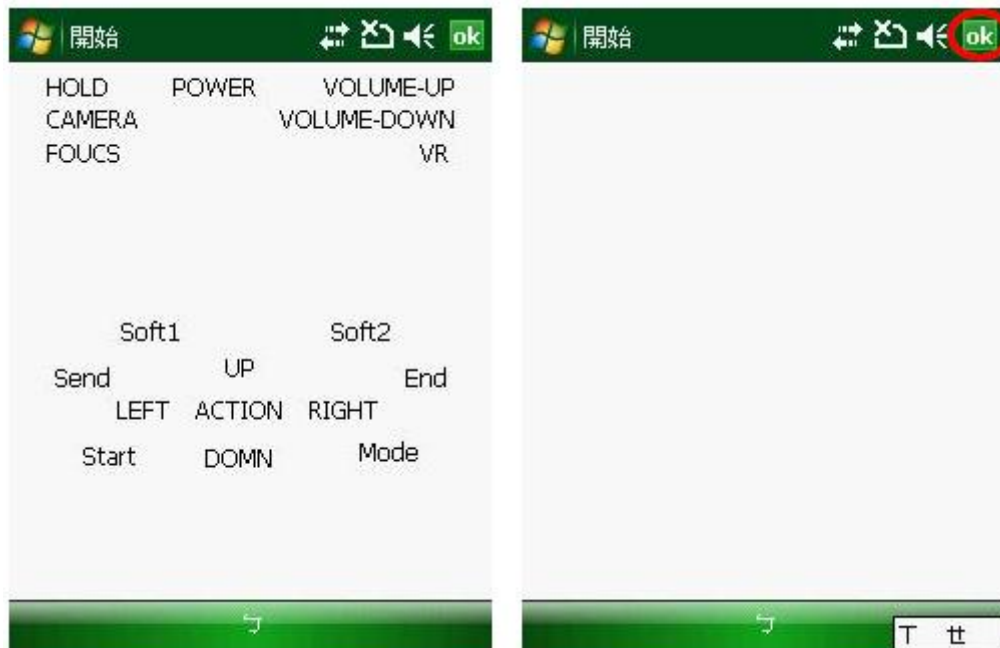 開始 ok
HOLD POWER VOLUME-UP
CAMERA VOLUME-DOWN
FOUCS VR
Soft1 Soft2
UP
Send End
LEFT ACTION RIGHT
Start DOMN Mode
ㄅ
開始 ok
ㄅ
ㄒ ㄝ